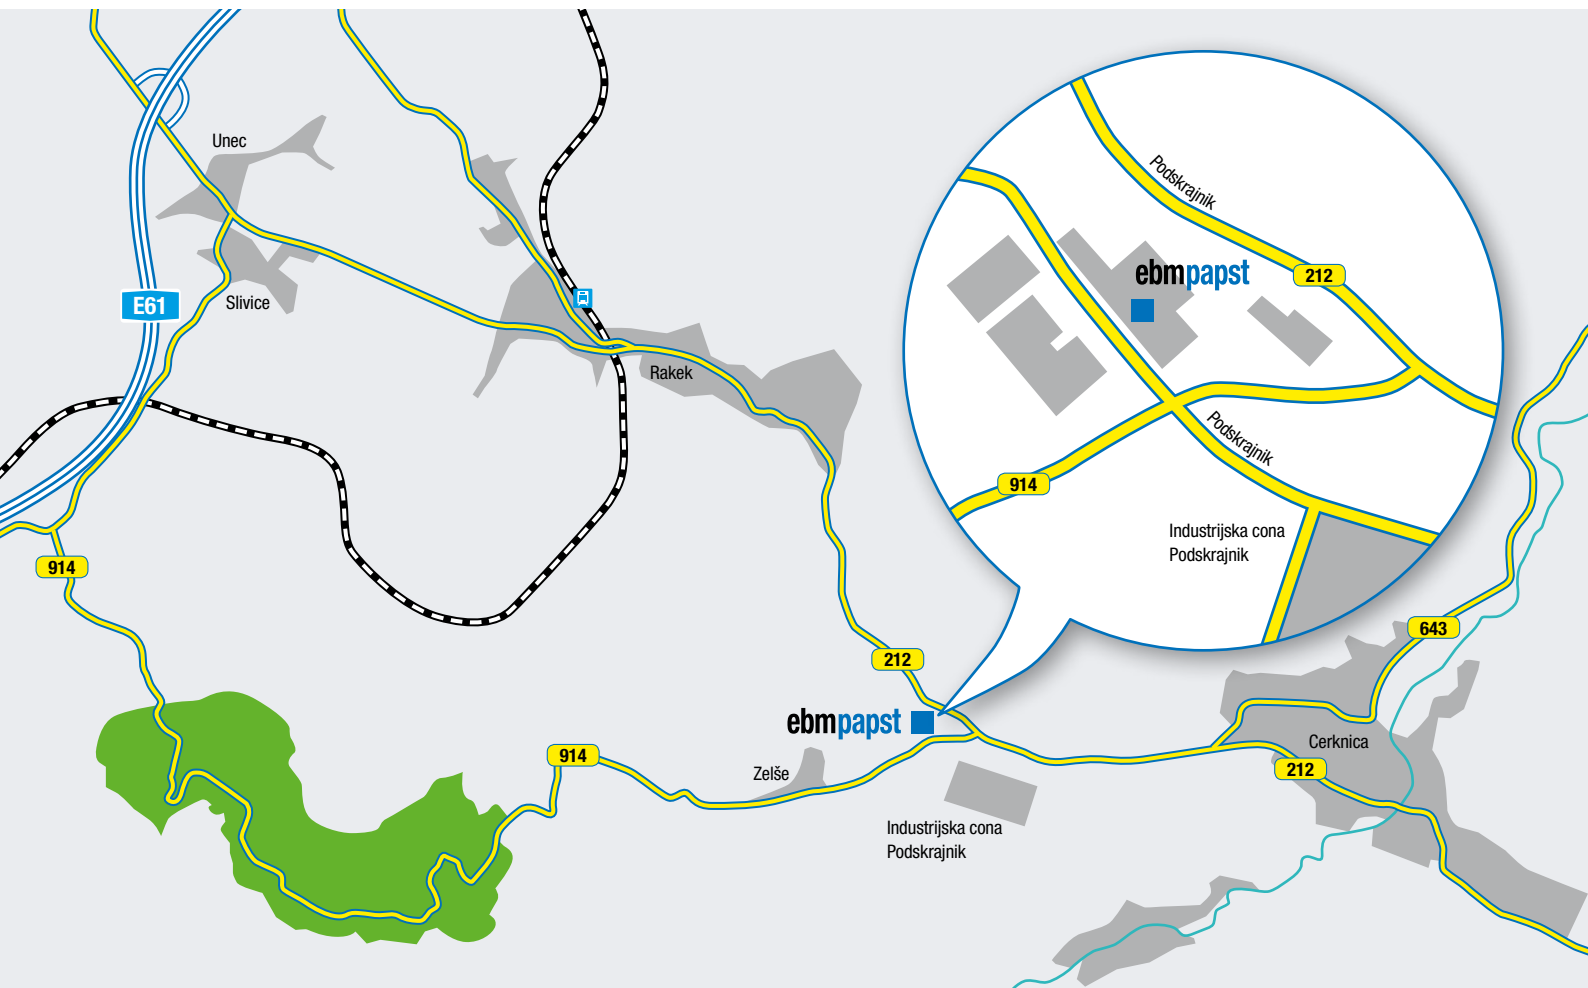 Unec
E61
Slivice
Rakek
914
212
ebmpapst
914
Zelše
Industrijska cona
Podskrajnik
Podskrajnik
ebmpapst
212
914
Podskrajnik
Industrijska cona
Podskrajnik
643
Cerknica
212